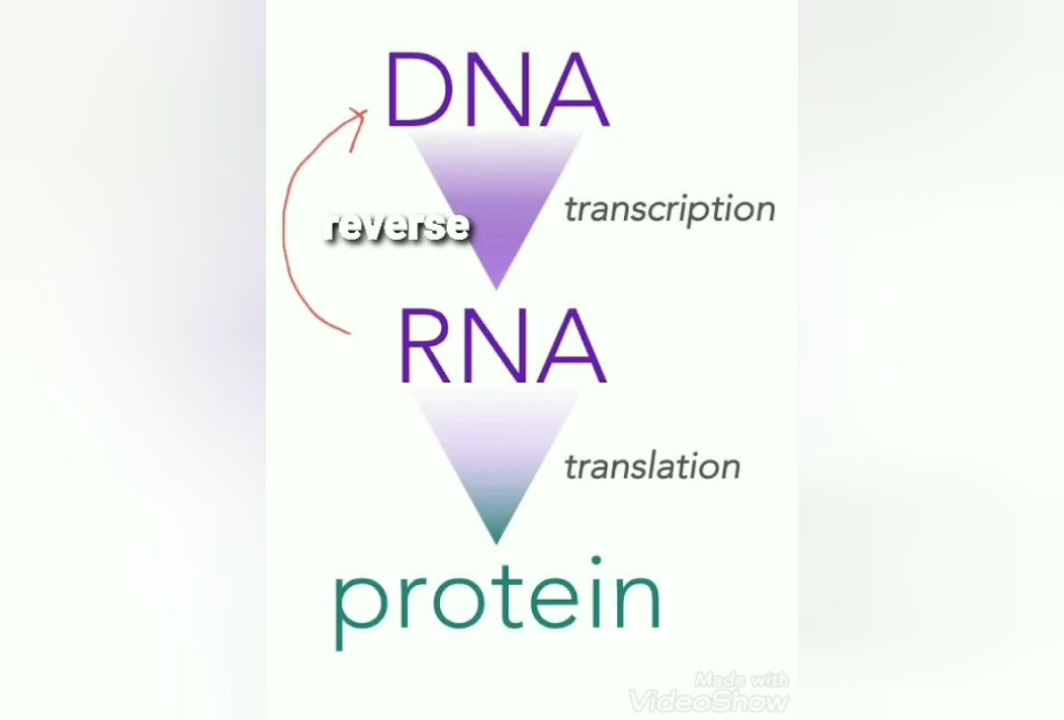 DNA
transcription
reverse
RNA
translation
protein
Made with
VideoShow